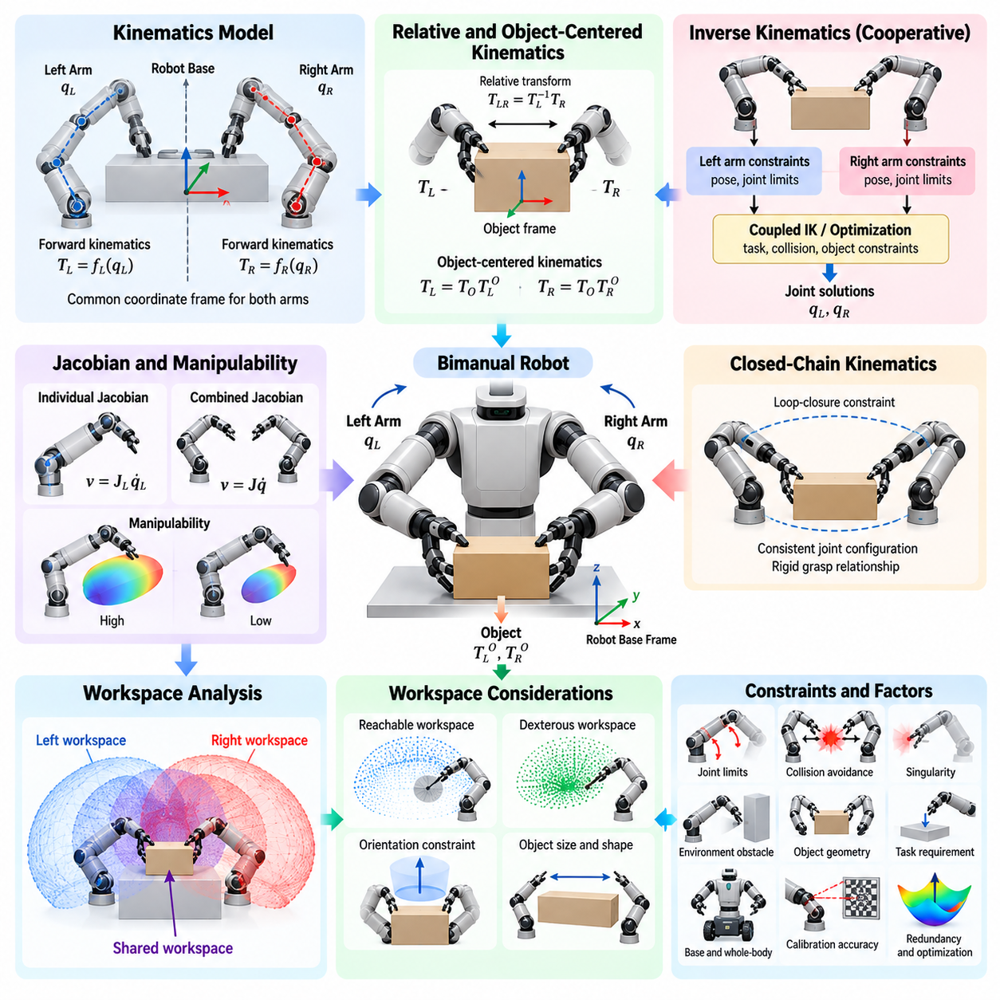 Kinematics Model
Left Arm
q_L
Robot Base
Right Arm
q_R
Forward kinematics
T_L = f_L(q_L)
Forward kinematics
T_R = f_R(q_R)
Common coordinate frame for both arms
Relative and Object-Centered
Kinematics
Relative transform
T_{LR} = T_L^{-1} T_R
T_L
T_R
Object frame
Object-centered kinematics
T_L = T_O T_L^O
T_R = T_O T_R^O
Inverse Kinematics (Cooperative)
Left arm constraints
pose, joint limits
Right arm constraints
pose, joint limits
Coupled IK / Optimization
task, collision, object constraints
Joint solutions
q_L, q_R
Jacobian and Manipulability
Individual Jacobian
v = J_L q̇_L
Combined Jacobian
v = Jq̇
Manipulability
High
Low
Bimanual Robot
Left Arm
q_L
Right Arm
q_R
z
y
x
Robot Base Frame
Object
T_L^O, T_R^O
Closed-Chain Kinematics
Loop-closure constraint
Consistent joint configuration
Rigid grasp relationship
Workspace Analysis
Left workspace
Right workspace
Shared workspace
Workspace Considerations
Reachable workspace
Dexterous workspace
Orientation constraint
Object size and shape
Constraints and Factors
Joint limits
Collision avoidance
Singularity
Environment obstacle
Object geometry
Task requirement
Base and whole-body
Calibration accuracy
Redundancy
and optimization